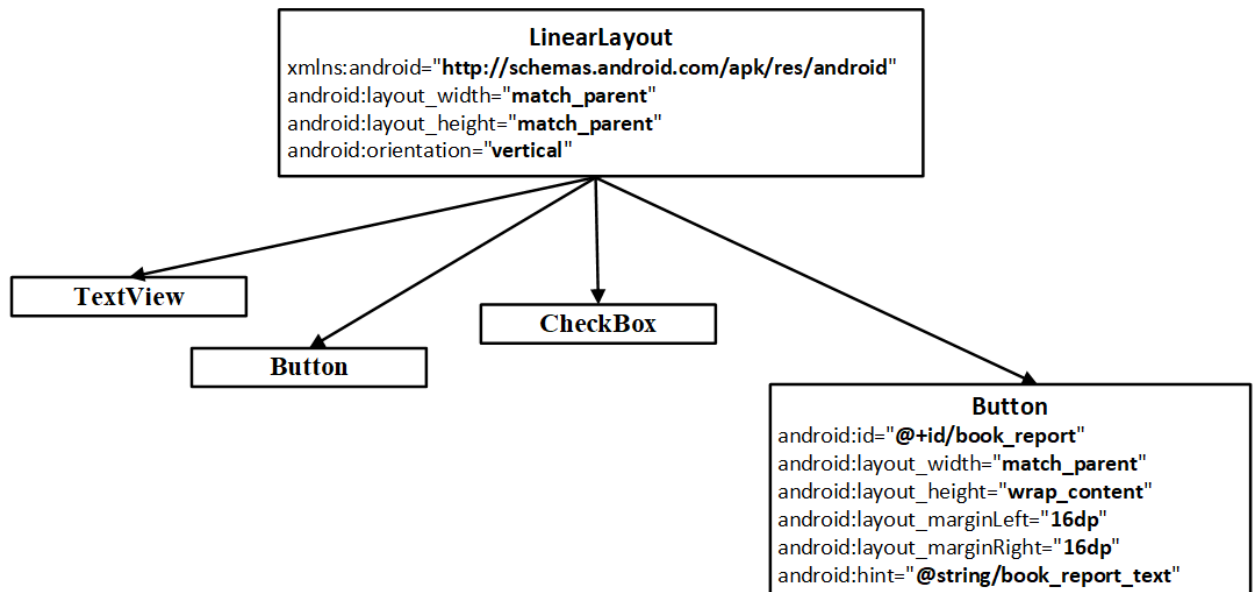 LinearLayout
xmlns:android="http://schemas.android.com/apk/res/android"
android:layout_width="match_parent"
android:layout_height="match_parent"
android:orientation="vertical"
TextView
Button
CheckBox
Button
android:id="@+id/book_report"
android:layout_width="match_parent"
android:layout_height="wrap_content"
android:layout_marginLeft="16dp"
android:layout_marginRight="16dp"
android:hint="@string/book_report_text"